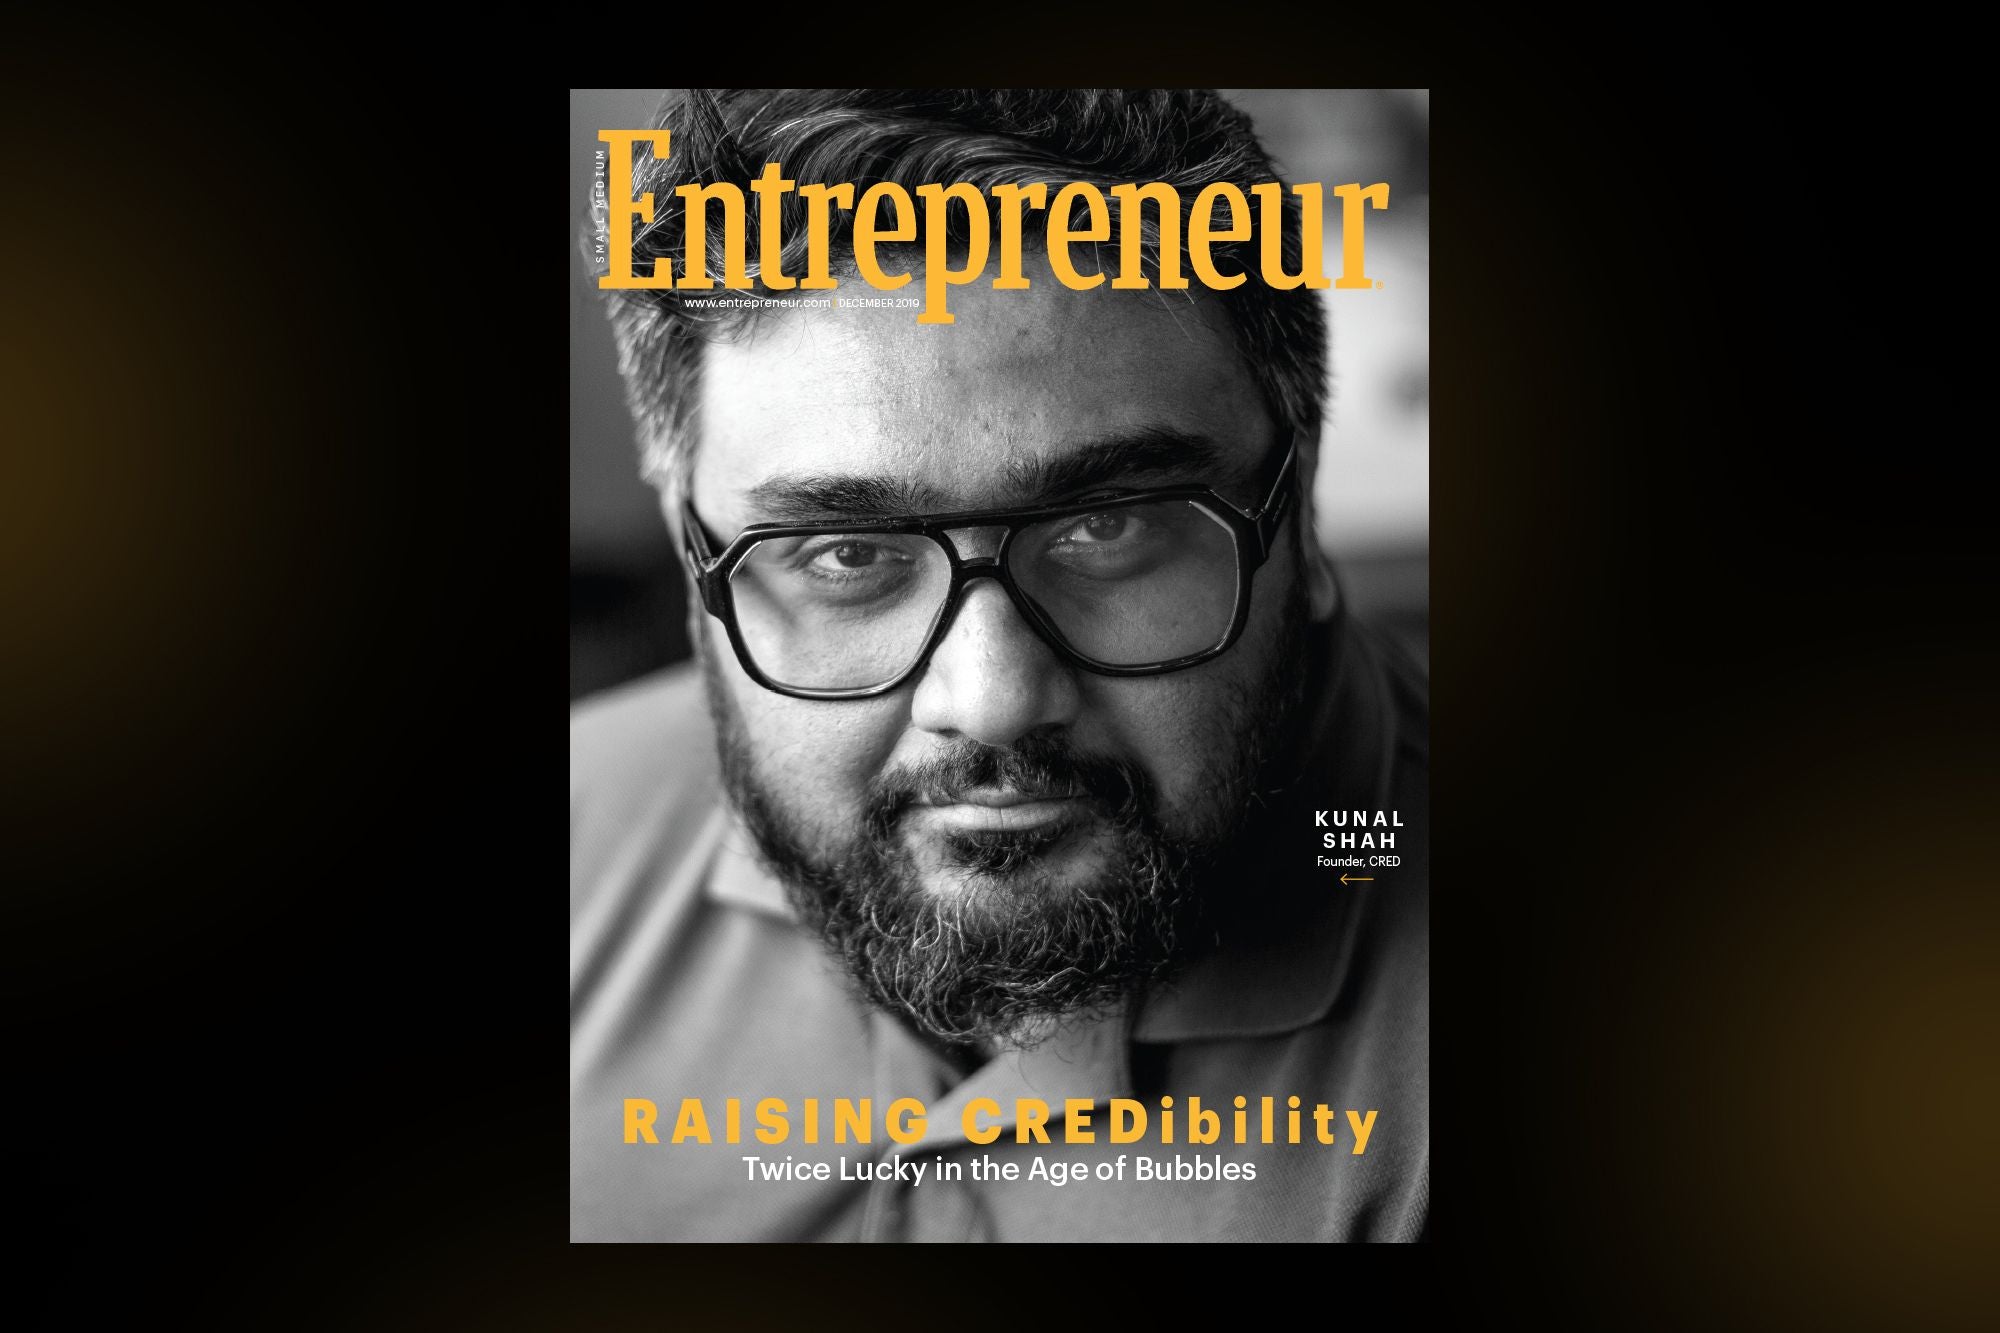 SMALL MEDIUM
Entrepreneur®
www.entrepreneur.com | DECEMBER 2019
KUNAL
SHAH
Founder, CRED
RAISING CREDibility
Twice Lucky in the Age of Bubbles